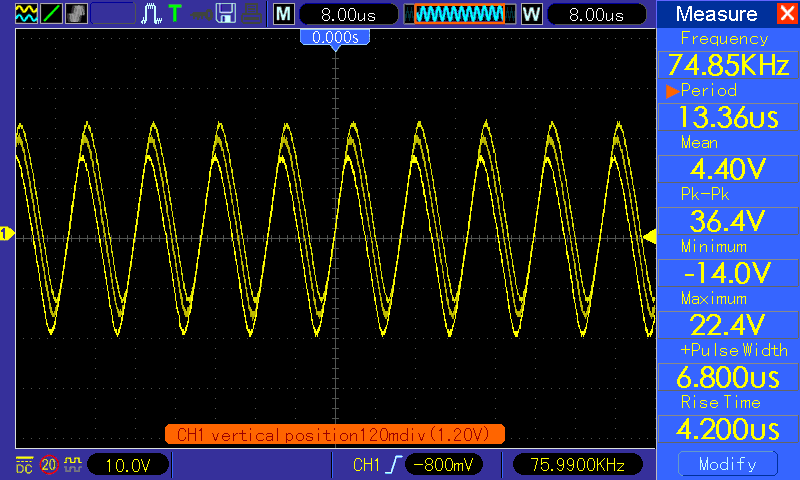 T M 8.00us W 8.00us Measure X
0.000s
Frequency
74.85KHz
Period
13.36us
Mean
4.40V
Pk-Pk
36.4V
Minimum
-14.0V
Maximum
22.4V
+Pulse Width
6.800us
Rise Time
4.200us
Modify
1
CH1 vertical position120mdiv(1.20V)
DC 20 10.0V CH1 -800mV 75.9900KHz